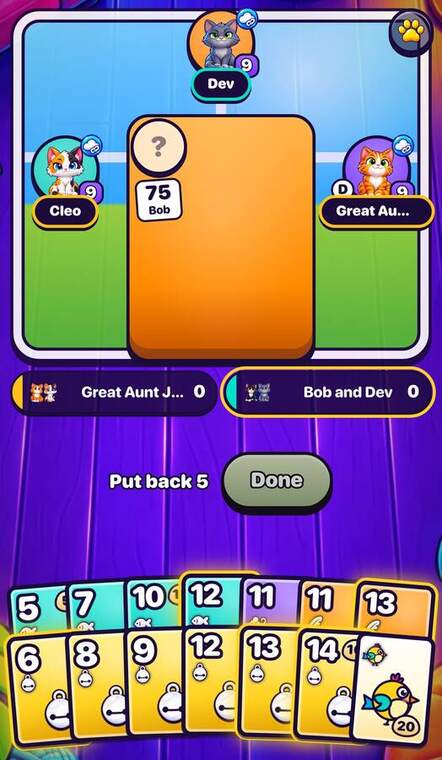 9
Dev
?
75
Bob
9
Cleo
D
9
Great Au...
Great Aunt J... 0
Bob and Dev 0
Put back 5
Done
5 7 10 12 11 11 13
6 8 9 12 13 14
20